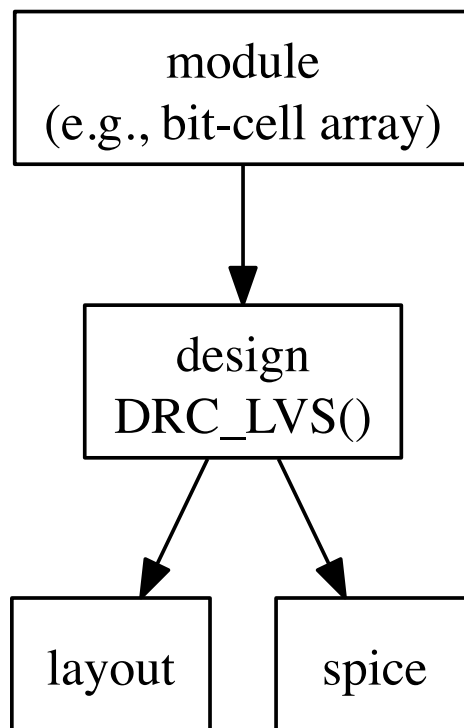 module
(e.g., bit-cell array)
design
DRC_LVS()
layout
spice